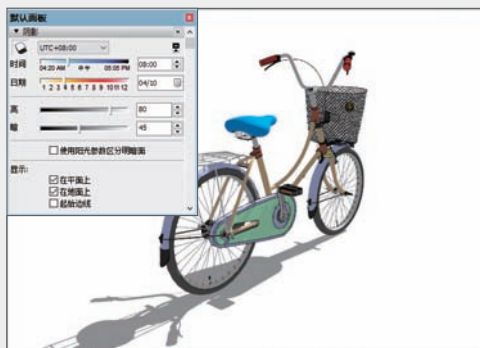 默认面板
▼ 阴影
UTC+08:00
时间 04:20 AM 中午 05:05 PM 08:00
日期 1 2 3 4 5 6 7 8 9 10 11 12 04/10
亮 80
暗 45
使用阳光参数区分明暗面
显示:
在平面上
在地面上
起始边线